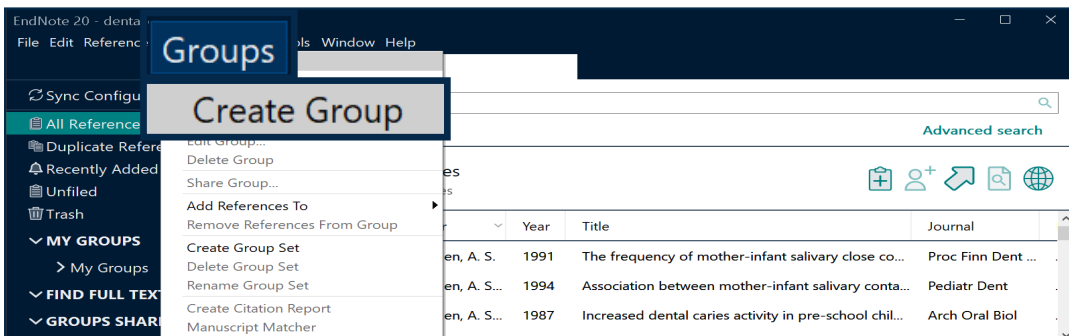 EndNote 20 - denta
File Edit Referenc Groups ls Window Help
Sync Configu
Create Group
All Reference
Advanced search
Duplicate Refere
Edit Group...
Delete Group
Recently Added
Share Group...
es
es
Unfiled
Add References To
Trash
Remove References From Group
r Year Title Journal
MY GROUPS
Create Group Set
en, A. S. 1991 The frequency of mother-infant salivary close co... Proc Finn Dent ...
My Groups
Delete Group Set
Rename Group Set
en, A. S... 1994 Association between mother-infant salivary conta... Pediatr Dent
FIND FULL TEX
Create Citation Report
en, A. S... 1987 Increased dental caries activity in pre-school chil... Arch Oral Biol
GROUPS SHAR
Manuscript Matcher